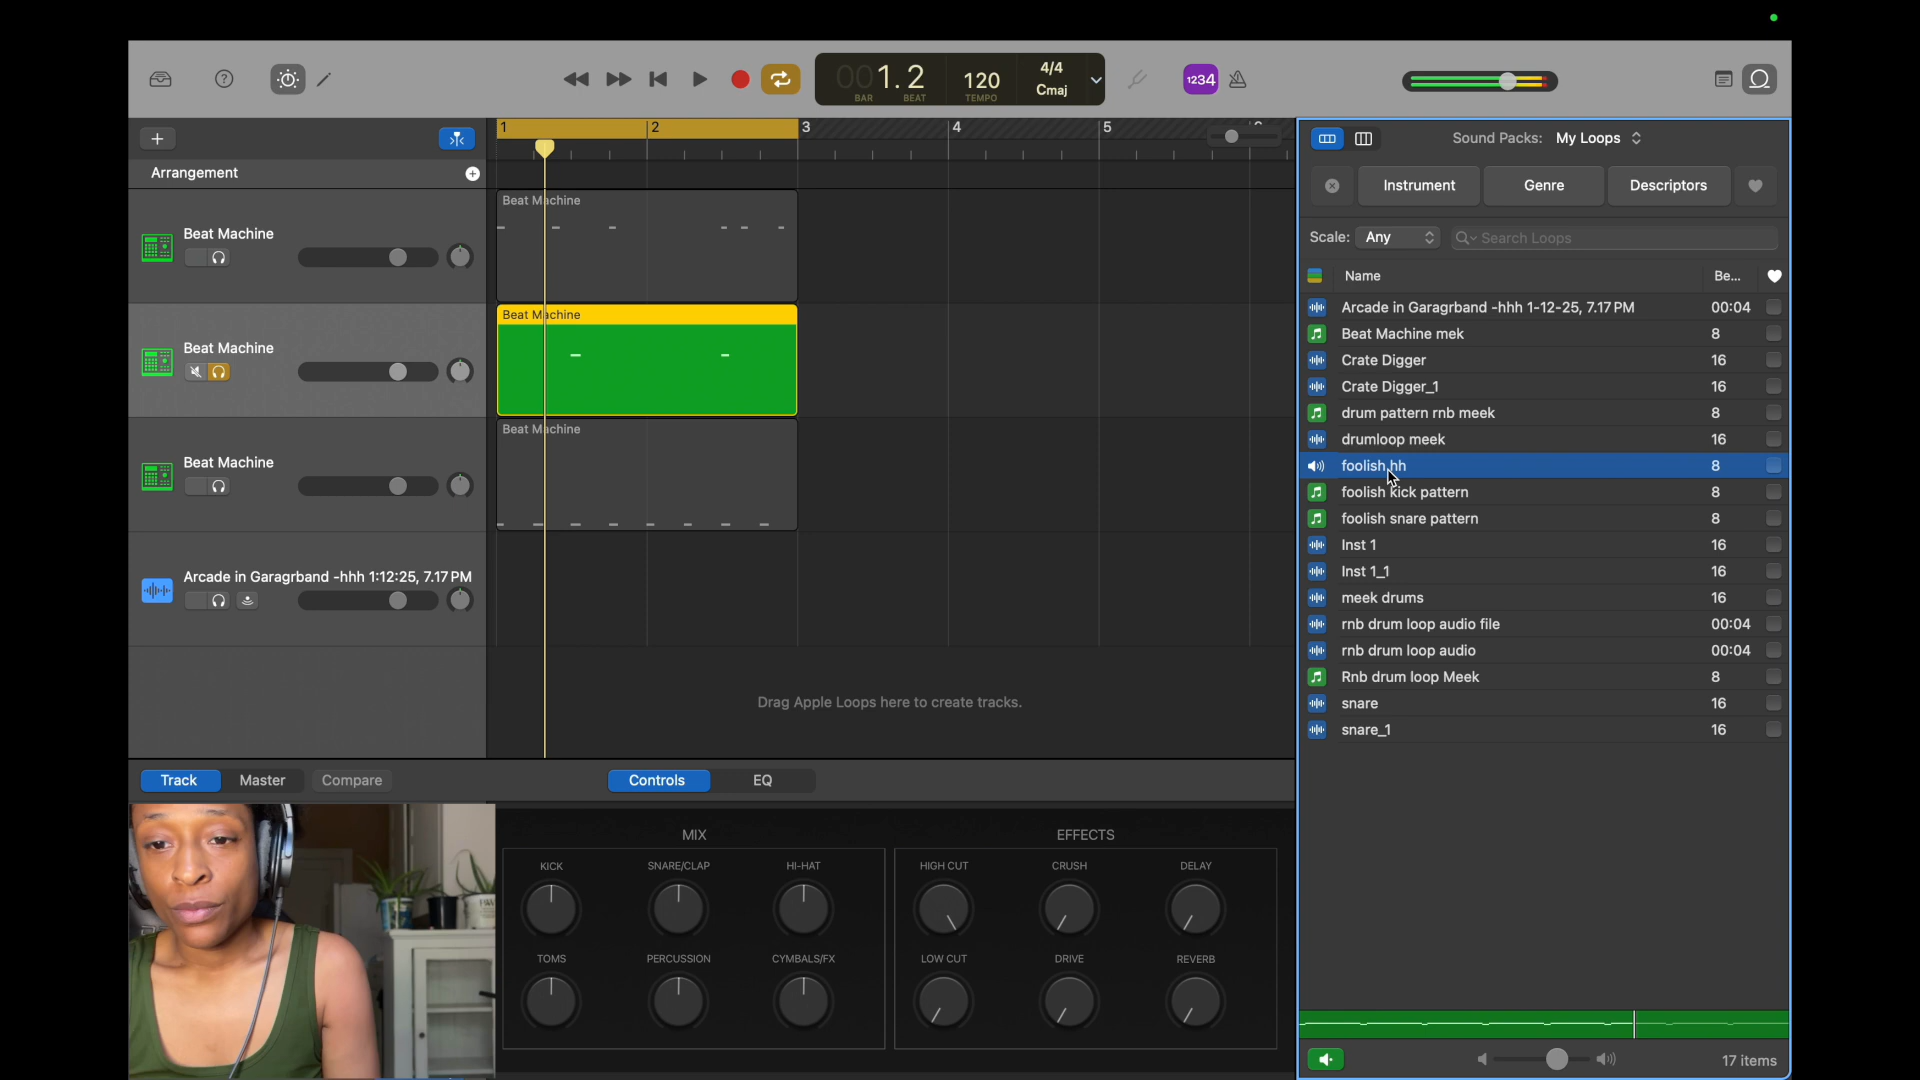 1234
001.2
BAR
BEAT
120
TEMPO
4/4
Cmaj
1
2
3
4
5
Arrangement
Beat Machine
Beat Machine
Beat Machine
Arcade in Garagrband -hhh 1:12:25, 7.17 PM
Beat Machine
Beat Machine
Beat Machine
Drag Apple Loops here to create tracks.
Sound Packs: My Loops
Instrument
Genre
Descriptors
Scale: Any
Search Loops
Name
Be...
Arcade in Garagrband -hhh 1-12-25, 7.17 PM 00:04
Beat Machine mek 8
Crate Digger 16
Crate Digger_1 16
drum pattern rnb meek 8
drumloop meek 16
foolish hh 8
foolish kick pattern 8
foolish snare pattern 8
Inst 1 16
Inst 1_1 16
meek drums 16
rnb drum loop audio file 00:04
rnb drum loop audio 00:04
Rnb drum loop Meek 8
snare 16
snare_1 16
17 items
Track
Master
Compare
Controls
EQ
MIX
KICK
SNARE/CLAP
HI-HAT
TOMS
PERCUSSION
CYMBALS/FX
EFFECTS
HIGH CUT
CRUSH
DELAY
LOW CUT
DRIVE
REVERB